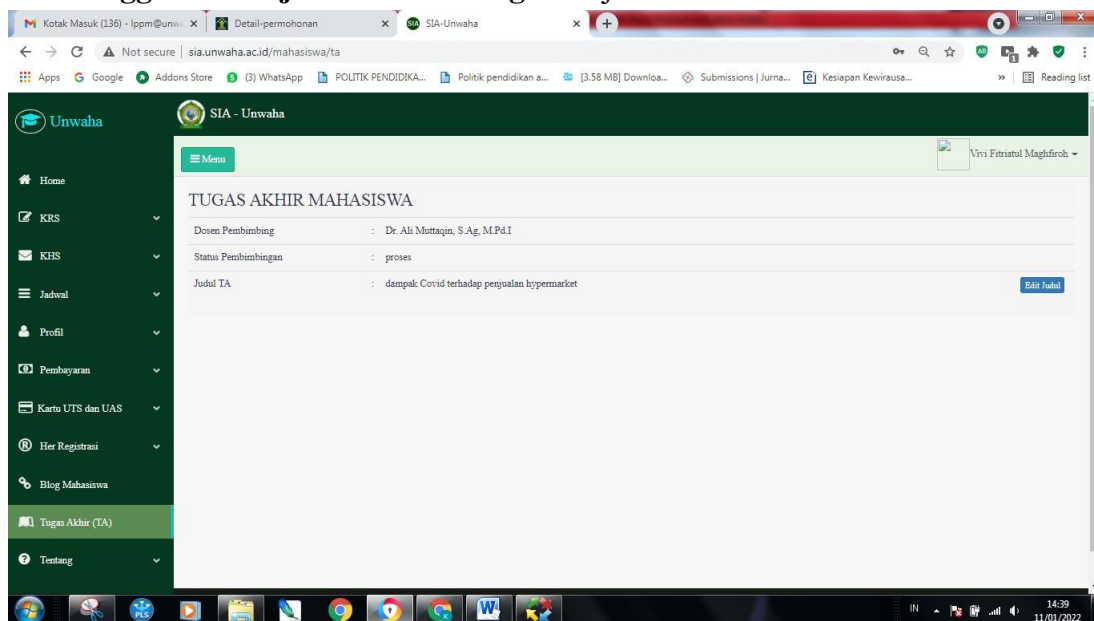 Kotak Masuk (136) - lppm@unw
Detail-permohonan
SIA-Unwaha
Not secure | sia.unwaha.ac.id/mahasiswa/ta
Apps Google Addons Store (3) WhatsApp POLITIK PENDIDIKA... Politik pendidikan a... [3.58 MB] Downloa... Submissions | Jurna... Kesiapan Kewirausa... » Reading list
Unwaha
SIA - Unwaha
Menu
Vivi Fitriatul Maghfiroh
Home
KRS
KHS
Jadwal
Profil
Pembayaran
Kartu UTS dan UAS
Her Registrasi
Blog Mahasiswa
Tugas Akhir (TA)
Tentang
TUGAS AKHIR MAHASISWA
Dosen Pembimbing : Dr. Ali Muttaqin, S.Ag, M.Pd.I
Status Pembimbingan : proses
Judul TA : dampak Covid terhadap penjualan hypermarket
Edit Judul
PLS
IN
14:39
11/01/2022